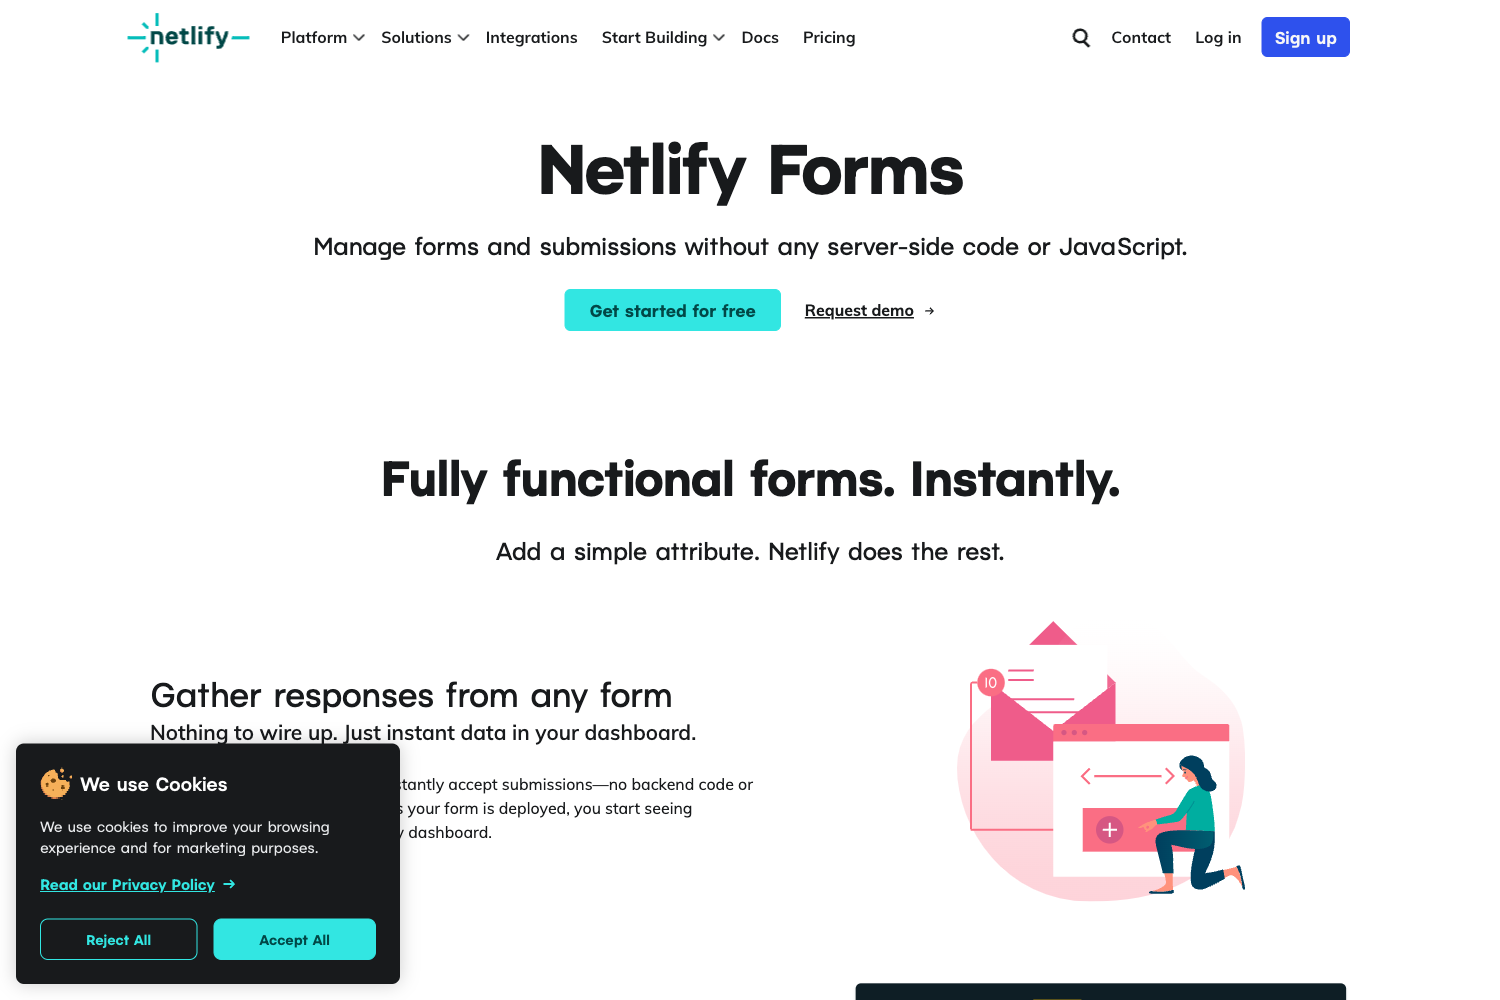 netlify
Platform Solutions Integrations Start Building Docs Pricing Contact Log in Sign up
Netlify Forms
Manage forms and submissions without any server-side code or JavaScript.
Get started for free Request demo →
Fully functional forms. Instantly.
Add a simple attribute. Netlify does the rest.
10
Gather responses from any form
Nothing to wire up. Just instant data in your dashboard.
stantly accept submissions—no backend code or
s your form is deployed, you start seeing
y dashboard.
We use Cookies
We use cookies to improve your browsing
experience and for marketing purposes.
Read our Privacy Policy →
Reject All Accept All